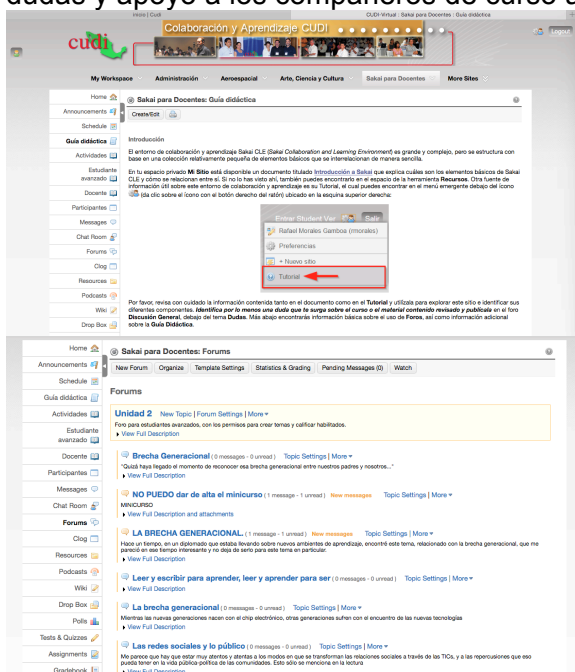 dudas y apoyo a los compañeros de curso a
Inicio | Cudi
CUDI Virtual : Sakai para Docentes : Guía didáctica
Colaboración y Aprendizaje CUDI
cudi
Logout
My Workspace
Administración
Aeroespacial
Arte, Ciencia y Cultura
Sakai para Docentes
More Sites
Home
Announcements
Schedule
Guía didáctica
Actividades
Estudiante
avanzado
Docente
Participantes
Messages
Chat Room
Forums
Clog
Resources
Podcasts
Wiki
Drop Box
Sakai para Docentes: Guía didáctica
Create/Edit
Introducción
El entorno de colaboración y aprendizaje Sakai CLE (Sakai Collaboration and Learning Environment) es grande y complejo, pero se estructura con
base en una colección relativamente pequeña de elementos básicos que se interrelacionan de manera sencilla.
En tu espacio privado Mi Sitio está disponible un documento titulado Introducción a Sakai que explica cuáles son los elementos básicos de Sakai
CLE y cómo se relacionan entre sí. Si no lo has visto ahí, también puedes encontrarlo en el espacio de la herramienta Recursos. Otra fuente de
información útil sobre este entorno de colaboración y aprendizaje es su Tutorial, al cual puedes encontrar en el menú emergente debajo del ícono
(da clic sobre el ícono con el botón derecho del ratón) ubicado en la esquina superior derecha:
Entrar Student Ver
Salir
Rafael Morales Gamboa (rmorales)
Preferencias
+ Nuevo sitio
Tutorial
Por favor, revisa con cuidado la información contenida tanto en el documento como en el Tutorial y utilízala para explorar este sitio e identificar sus
diferentes componentes. Identifica por lo menos una duda que te surga sobre el curso o el material contenido revisado y publícala en el foro
Discusión General, debajo del tema Dudas. Más abajo encontrarás información básica sobre el uso de Foros, así como información adicional
sobre la Guía Didáctica.
Home
Announcements
Schedule
Guía didáctica
Actividades
Estudiante
avanzado
Docente
Participantes
Messages
Chat Room
Forums
Clog
Resources
Podcasts
Wiki
Drop Box
Polls
Tests & Quizzes
Assignments
Gradebook
Sakai para Docentes: Forums
New Forum
Organize
Template Settings
Statistics & Grading
Pending Messages (0)
Watch
Forums
Unidad 2 New Topic | Forum Settings | More
Foro para estudiantes avanzados, con los permisos para crear temas y calificar habilitados.
View Full Description
Brecha Generacional ( 0 messages - 0 unread ) Topic Settings | More
"Quizá haya llegado el momento de reconocer esa brecha generacional entre nuestros padres y nosotros..."
View Full Description
NO PUEDO dar de alta el minicurso ( 1 message - 1 unread ) New messages Topic Settings | More
MINICURSO
View Full Description and attachments
LA BRECHA GENERACIONAL. ( 1 message - 1 unread ) New messages Topic Settings | More
Hace un tiempo, en un diplomado que estaba llevando sobre nuevos ambientes de aprendizaje, encontré este tema, relacionado con la brecha generacional, que me
pareció en ese tiempo interesante y no deja de serlo para este tema en particular.
View Full Description
Leer y escribir para aprender, leer y aprender para ser ( 0 messages - 0 unread ) Topic Settings | More
View Full Description
La brecha generacional ( 0 messages - 0 unread ) Topic Settings | More
Mientras las nuevas generaciones nacen con el chip electrónico, otras generaciones sufren con el encuentro de las nuevas tecnologías
View Full Description
Las redes sociales y lo público ( 0 messages - 0 unread ) Topic Settings | More
Me parece que hay que estar muy atentos y atentas a los modos en que se transforman las relaciones sociales a través de las TICs, y a las repercusiones que eso
pueda tener en la vida pública-política de las comunidades. Esto sólo se menciona en la lectura
View Full Description